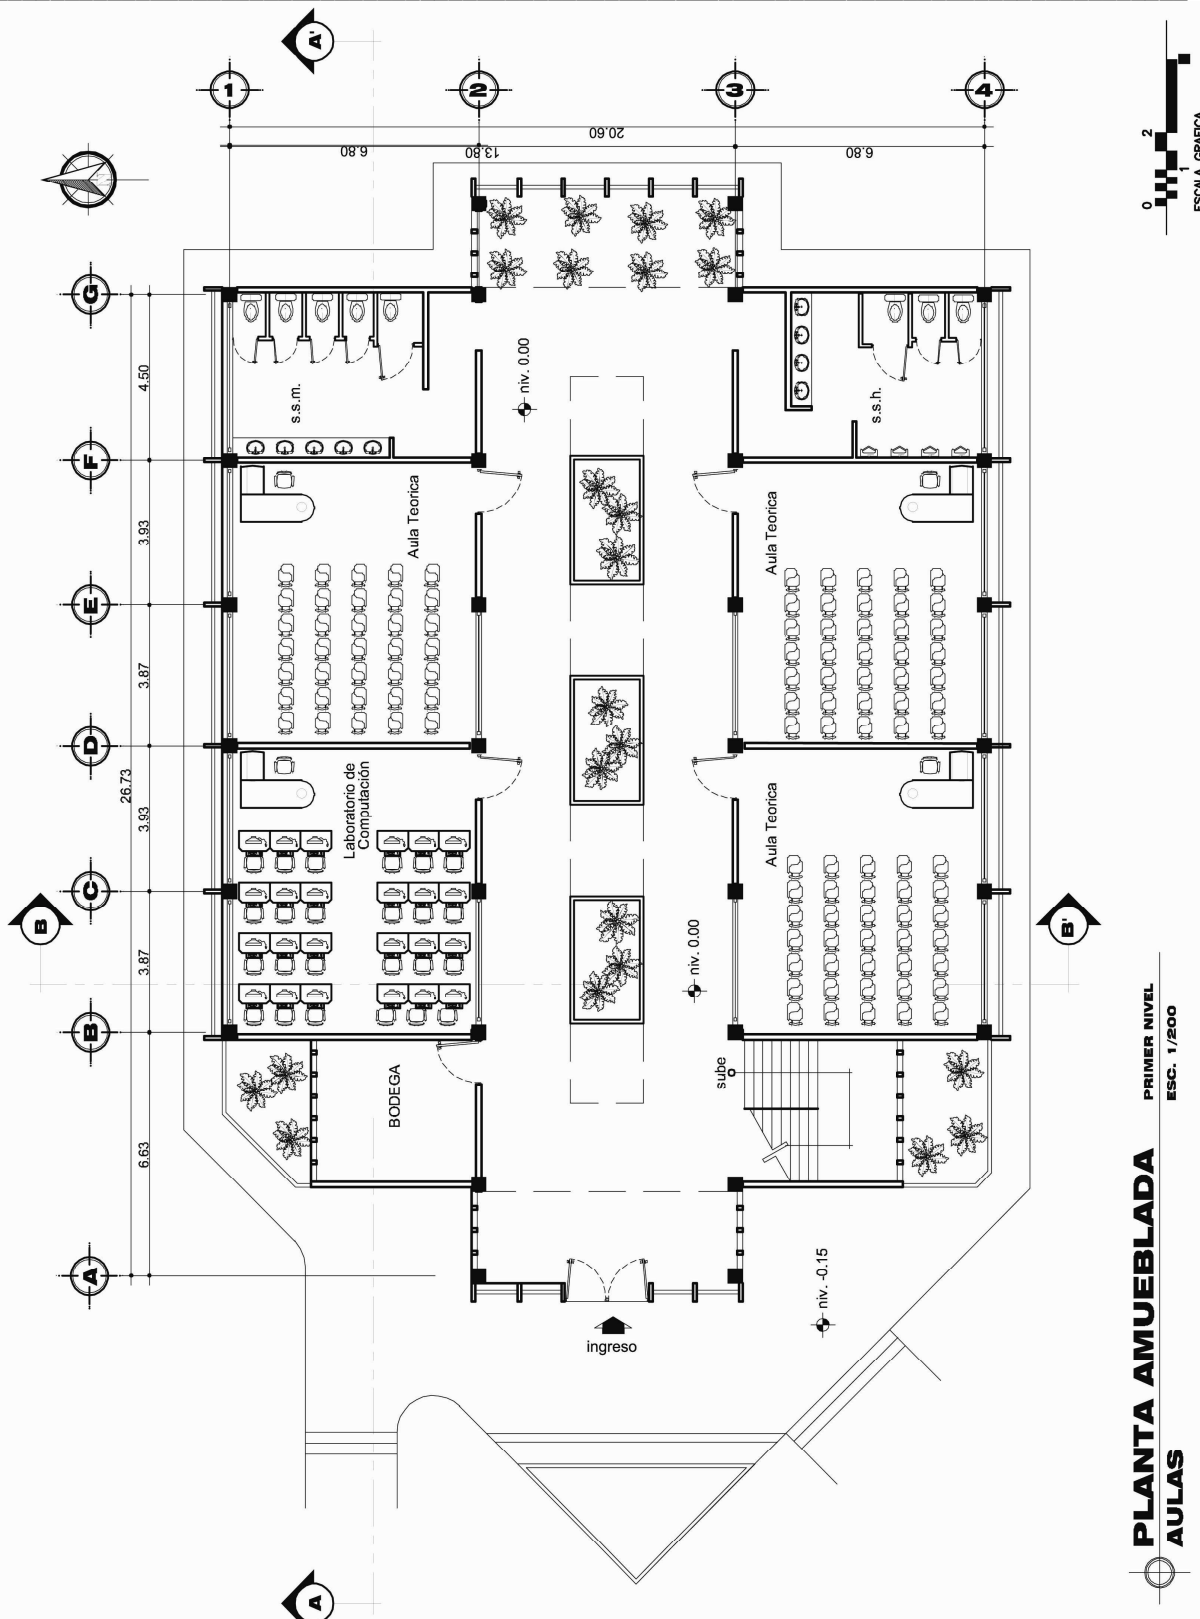 A'
1
2
3
4
20.60
6.80
13.80
6.80
0
2
1
ESCALA GRAFICA
G
F
E
D
C
B
A
4.50
3.93
3.87
3.93
3.87
6.63
26.73
s.s.m.
niv. 0.00
s.s.h.
Aula Teorica
Aula Teorica
Laboratorio de
Computación
Aula Teorica
B
B'
niv. 0.00
BODEGA
sube
niv. -0.15
ingreso
A
PLANTA AMUEBLADA
PRIMER NIVEL
AULAS
ESC. 1/200